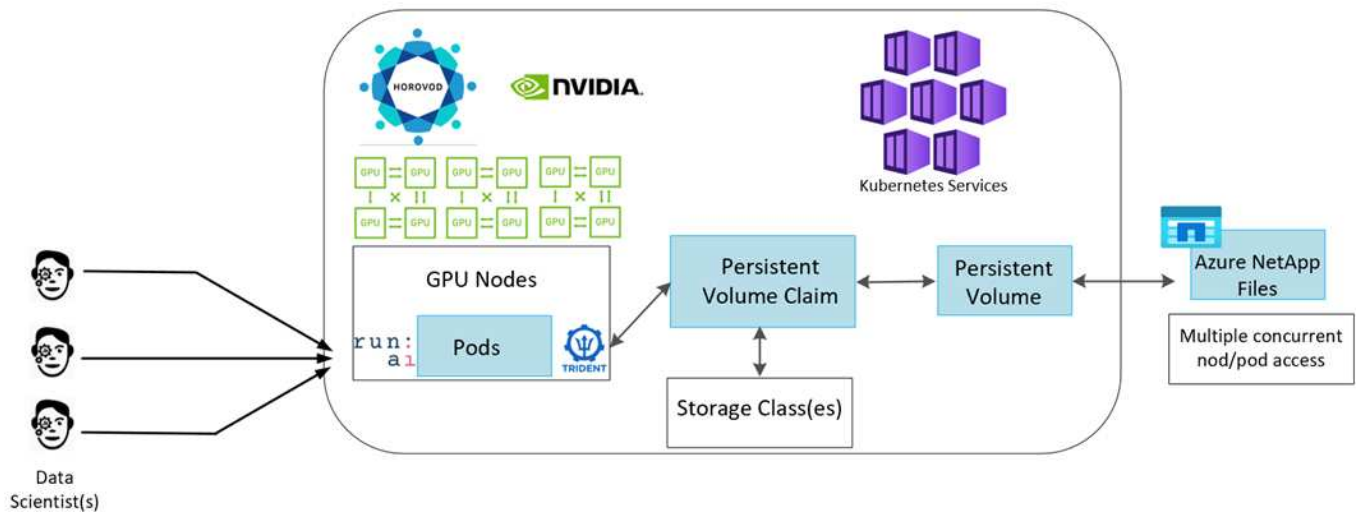 HOROVOD
NVIDIA.
GPU GPU GPU GPU GPU GPU
GPU GPU GPU GPU GPU GPU
Kubernetes Services
GPU Nodes
run:
ai
Pods
TRIDENT
Persistent
Volume Claim
Storage Class(es)
Persistent
Volume
Azure NetApp
Files
Multiple concurrent
nod/pod access
Data
Scientist(s)